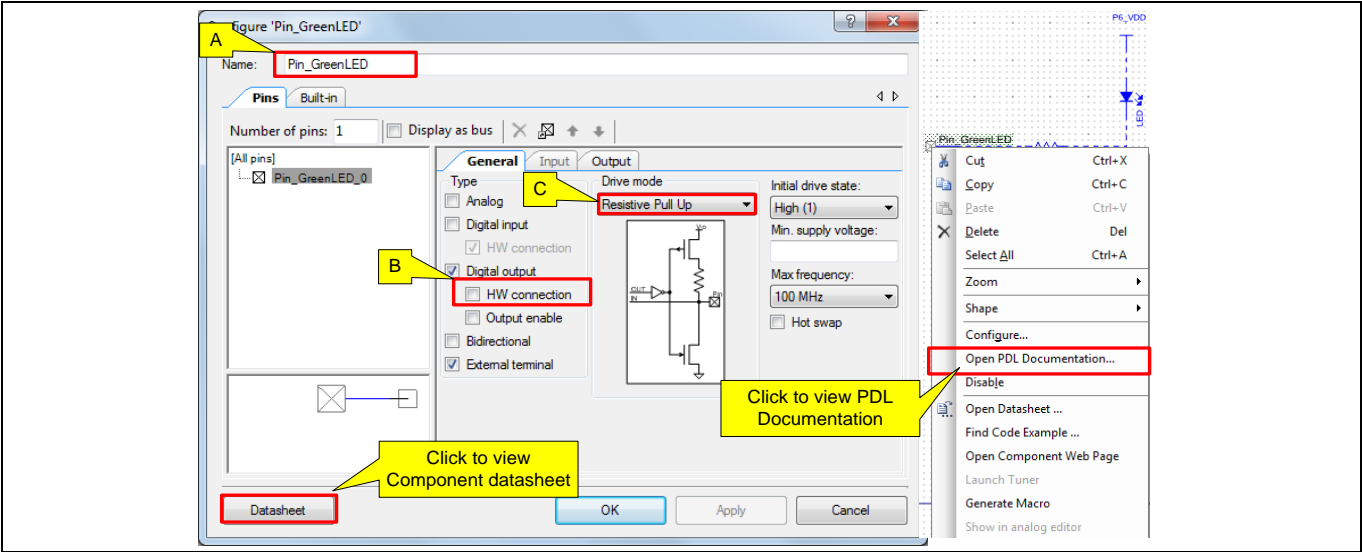 Configure 'Pin_GreenLED'
A
Name: Pin_GreenLED
Pins Built-in
Number of pins: 1 Display as bus
[All pins]
Pin_GreenLED_0
General Input Output
Type
Analog
Digital input
HW connection
Digital output
HW connection
Output enable
Bidirectional
External terminal
B
C
Drive mode
Resistive Pull Up
Vio
OUT
IN
Pin
Initial drive state:
High (1)
Min. supply voltage:
Max frequency:
100 MHz
Hot swap
Click to view
Component datasheet
Datasheet
OK Apply Cancel
Click to view PDL
Documentation
P6_VDD
LED
Pin_GreenLED
Cut Ctrl+X
Copy Ctrl+C
Paste Ctrl+V
Delete Del
Select All Ctrl+A
Zoom
Shape
Configure...
Open PDL Documentation...
Disable
Open Datasheet ...
Find Code Example ...
Open Component Web Page
Launch Tuner
Generate Macro
Show in analog editor